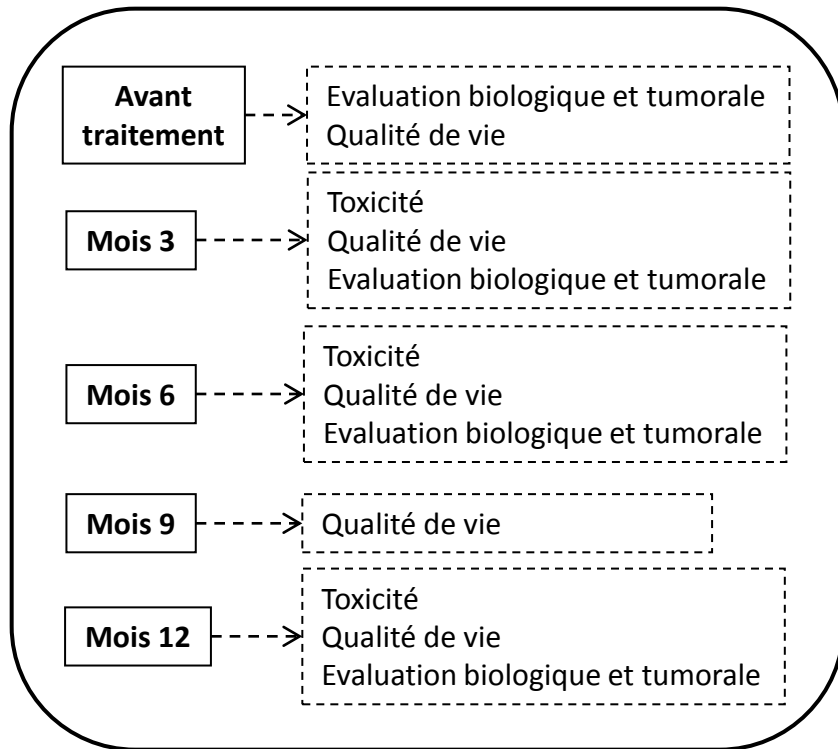 Avant
traitement
Evaluation biologique et tumorale
Qualité de vie
Mois 3
Toxicité
Qualité de vie
Evaluation biologique et tumorale
Mois 6
Toxicité
Qualité de vie
Evaluation biologique et tumorale
Mois 9
Qualité de vie
Mois 12
Toxicité
Qualité de vie
Evaluation biologique et tumorale